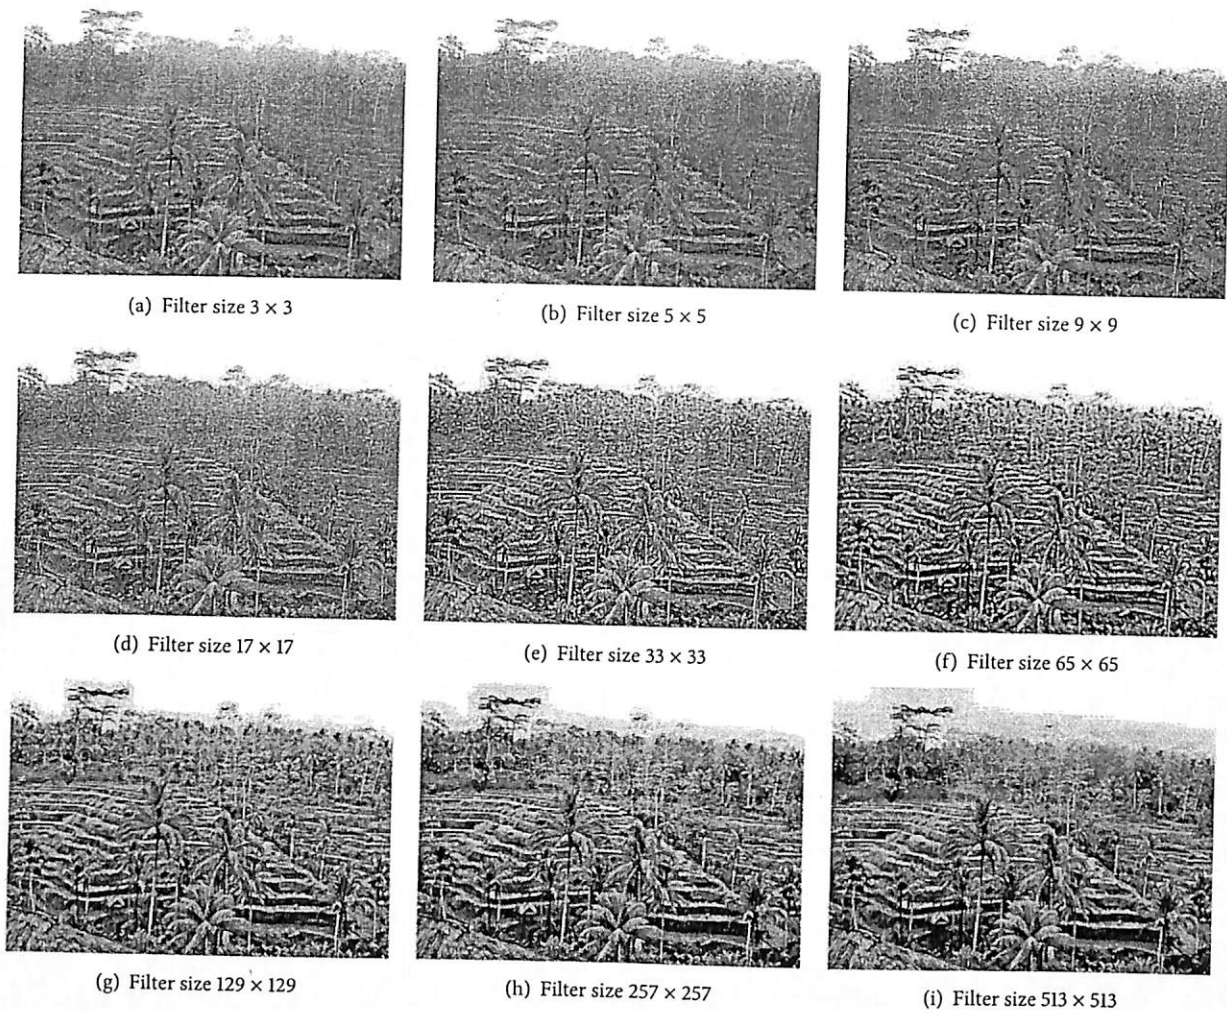 (a) Filter size 3 × 3
(b) Filter size 5 × 5
(c) Filter size 9 × 9
(d) Filter size 17 × 17
(e) Filter size 33 × 33
(f) Filter size 65 × 65
(g) Filter size 129 × 129
(h) Filter size 257 × 257
(i) Filter size 513 × 513